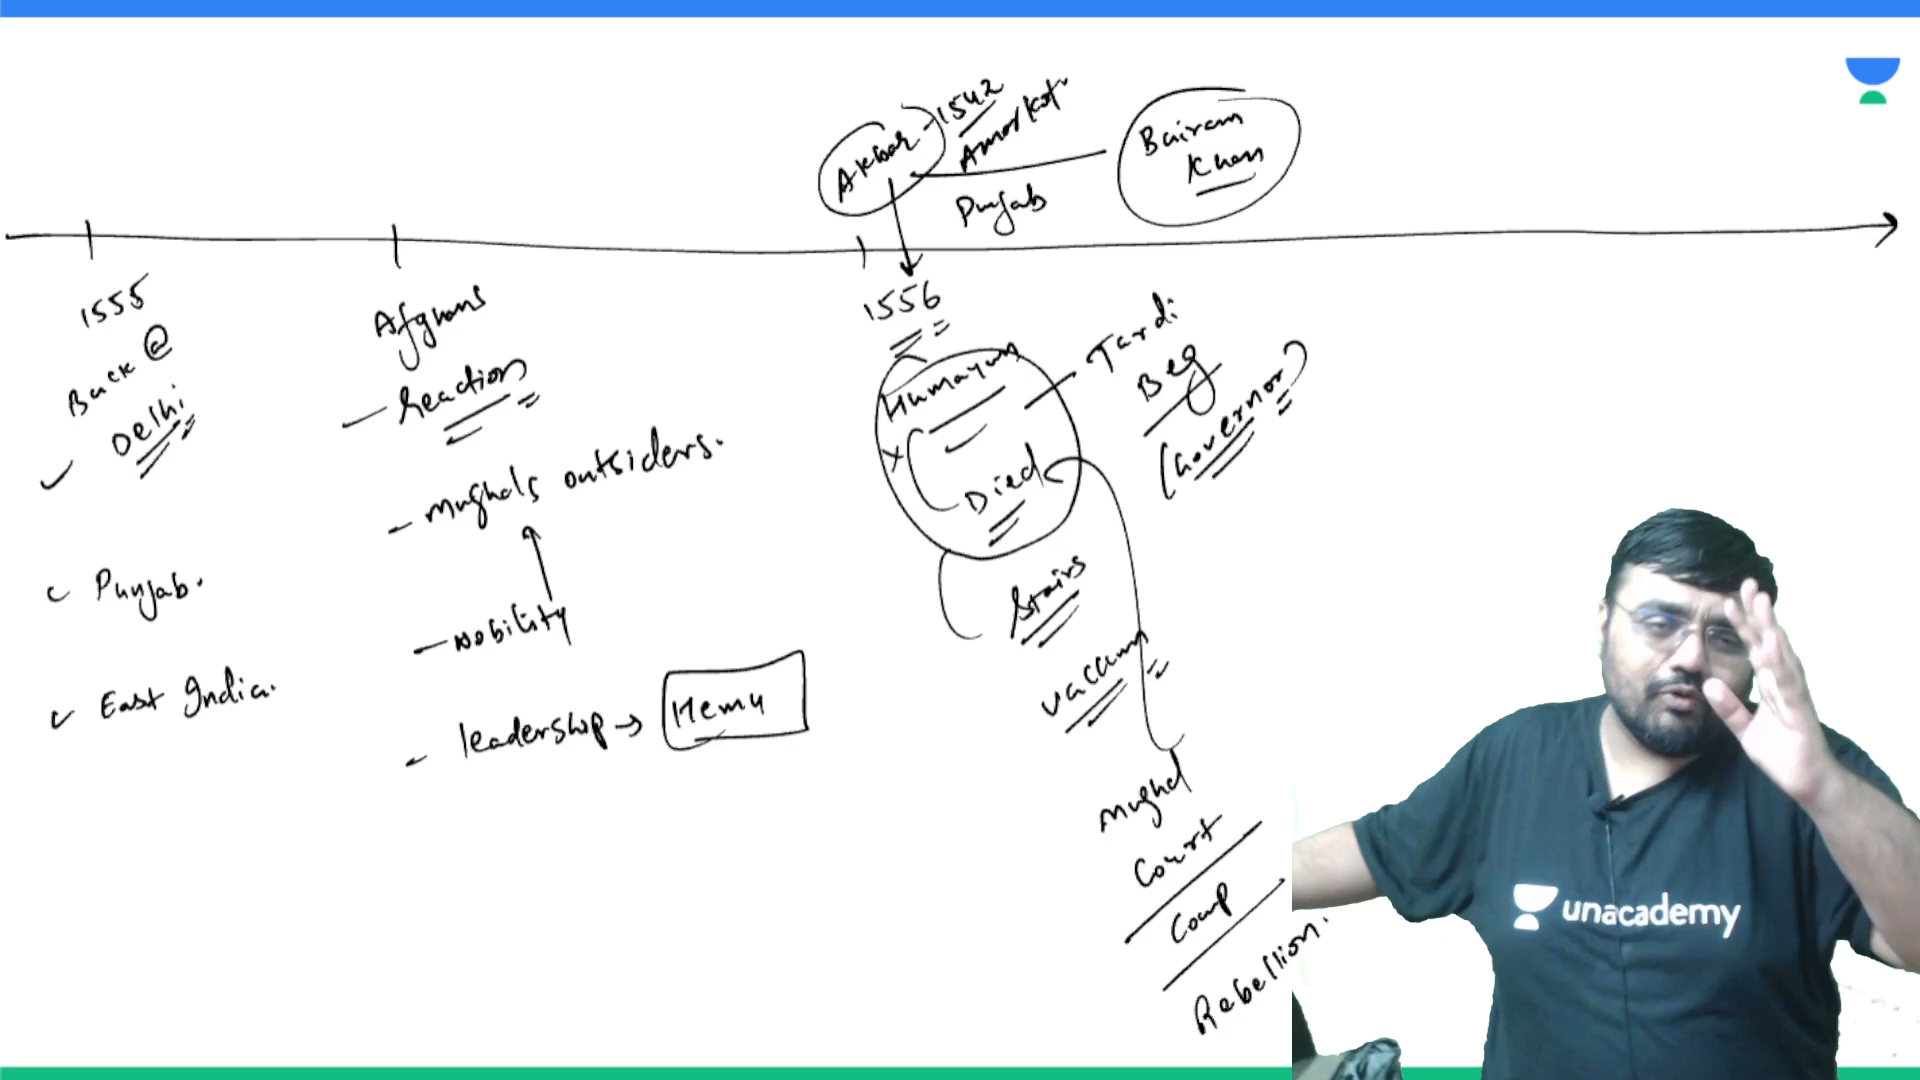 Akbar - 1542
Amarkot
Punjab
Bairam
Khan
1555
Back @
Delhi
Punjab.
East India.
Afghans
- reaction
- mughals outsiders.
- nobility
- leadership →
Hemu
1556
Humayun
Died
Tardi
Beg
(Governor)
Stairs
vaccum
Mughal
Court
Coup
Rebellion.
unacademy